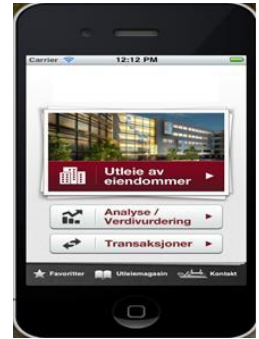 Carrier 12:12 PM
Utleie av
eiendommer
Analyse /
Verdivurdering
Transaksjoner
Favoritter Utleiemagasin Kontakt